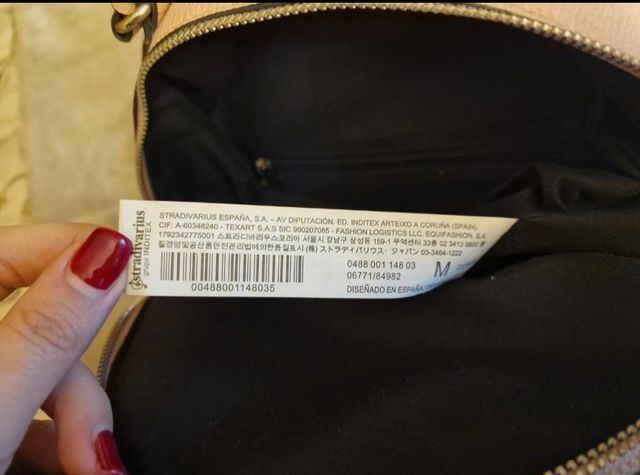 stradivarius
grupo INDITEX
STRADIVARIUS ESPAÑA, S.A. – AV DIPUTACIÓN. ED. INDITEX ARTEIXO A CORUÑA (SPAIN).
CIF: A-60348240 - TEXART S.A.S SIC 900207065 - FASHION LOGISTICS LLC. EQUIFASHION, S.A.
1792342775001 스트라디바리우스코리아 서울시 강남구 삼성동 159-1 무역센터 33층 02 3413 9800 품
질경영및공산품안전관리법에의한품질표시 (株) ストラディバリウス・ジャパン 03-3464-1222
00488001148035
0488 001 148 03
06771/84982
M
DISEÑADO EN ESPAÑA.